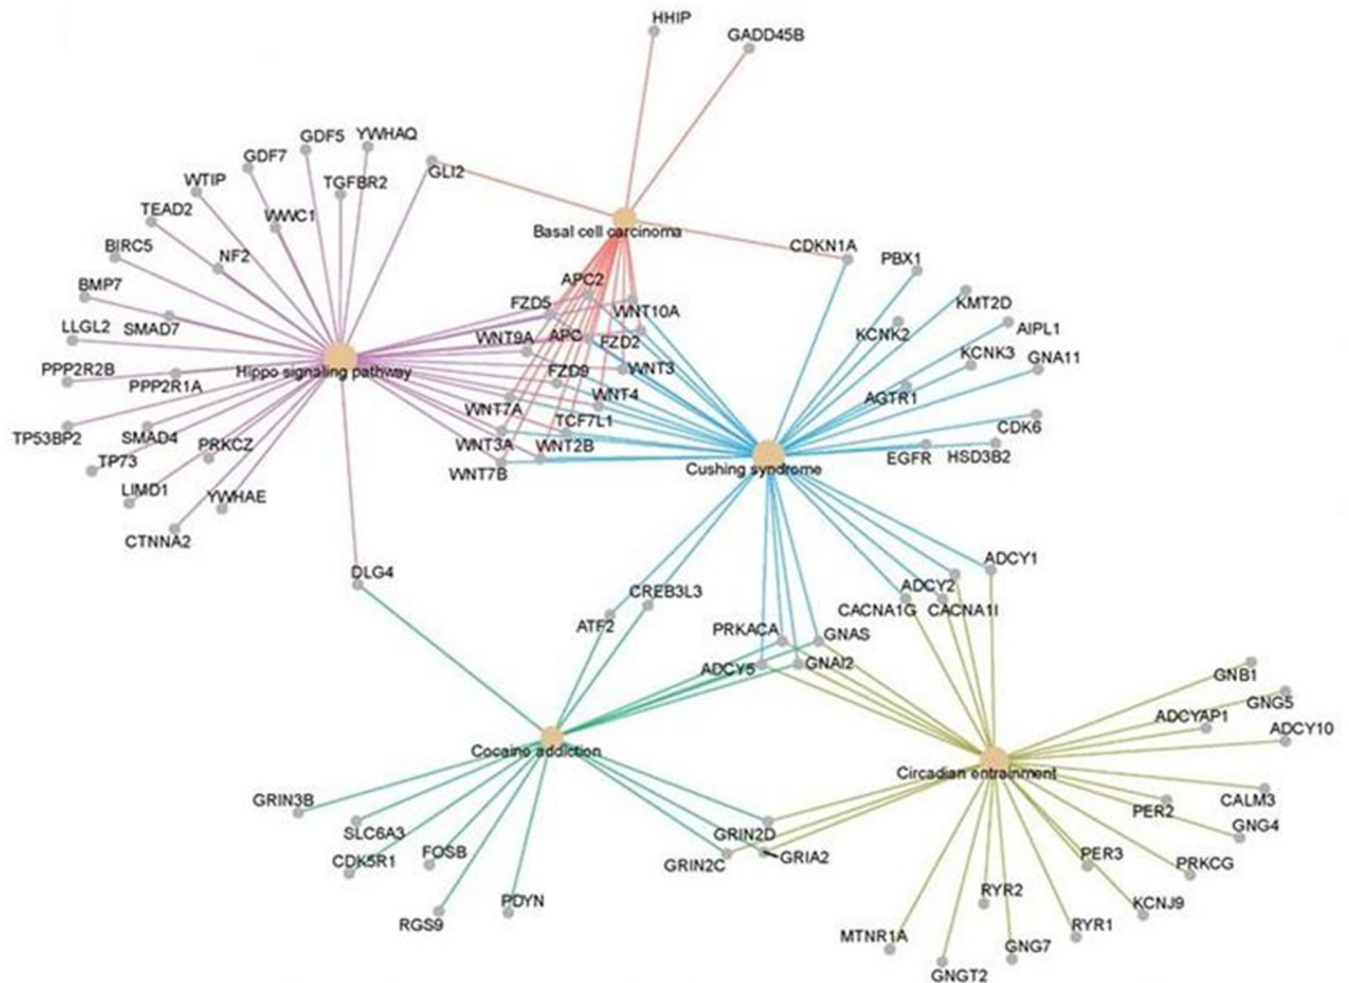 HHIP
GADD45B
GDF5
YWHAQ
GDF7
GLI2
WTIP
TGFBR2
TEAD2
WWC1
BIRC5
NF2
Basal cell carcinoma
CDKN1A
PBX1
BMP7
APC2
KMT2D
FZD5
WNT10A
LLGL2
SMAD7
AIPL1
KCNK2
WNT9A
APC
FZD2
KCNK3
GNA11
PPP2R2B
Hippo signaling pathway
FZD9
WNT3
PPP2R1A
WNT4
AGTR1
WNT7A
TCF7L1
CDK6
TP53BP2
SMAD4
PRKCZ
WNT3A
WNT2B
EGFR
HSD3B2
TP73
WNT7B
Cushing syndrome
LIMD1
YWHAE
CTNNA2
DLG4
ADCY1
CREB3L3
ADCY2
ATF2
CACNA1G
CACNA1I
PRKACA
GNAS
ADCY5
GNAI2
GNB1
GNG5
ADCYAP1
ADCY10
Cocaine addiction
Circadian entrainment
GRIN3B
CALM3
PER2
SLC6A3
GRIN2D
GNG4
CDK5R1
FOSB
GRIN2C
GRIA2
PER3
PRKCG
RYR2
PDYN
KCNJ9
RGS9
RYR1
MTNR1A
GNG7
GNGT2